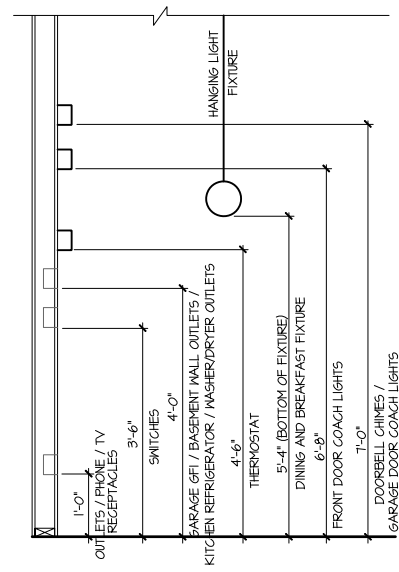 HANGING LIGHT
FIXTURE
1'-0"
OUTLETS / PHONE / TV
RECEPTACLES
3'-6"
SWITCHES
4'-0"
GARAGE GFI / BASEMENT WALL OUTLETS /
KITCHEN REFRIGERATOR / WASHER/DRYER OUTLETS
4'-6"
THERMOSTAT
5'-4" (BOTTOM OF FIXTURE)
DINING AND BREAKFAST FIXTURE
6'-8"
FRONT DOOR COACH LIGHTS
7'-0"
DOORBELL CHIMES /
GARAGE DOOR COACH LIGHTS